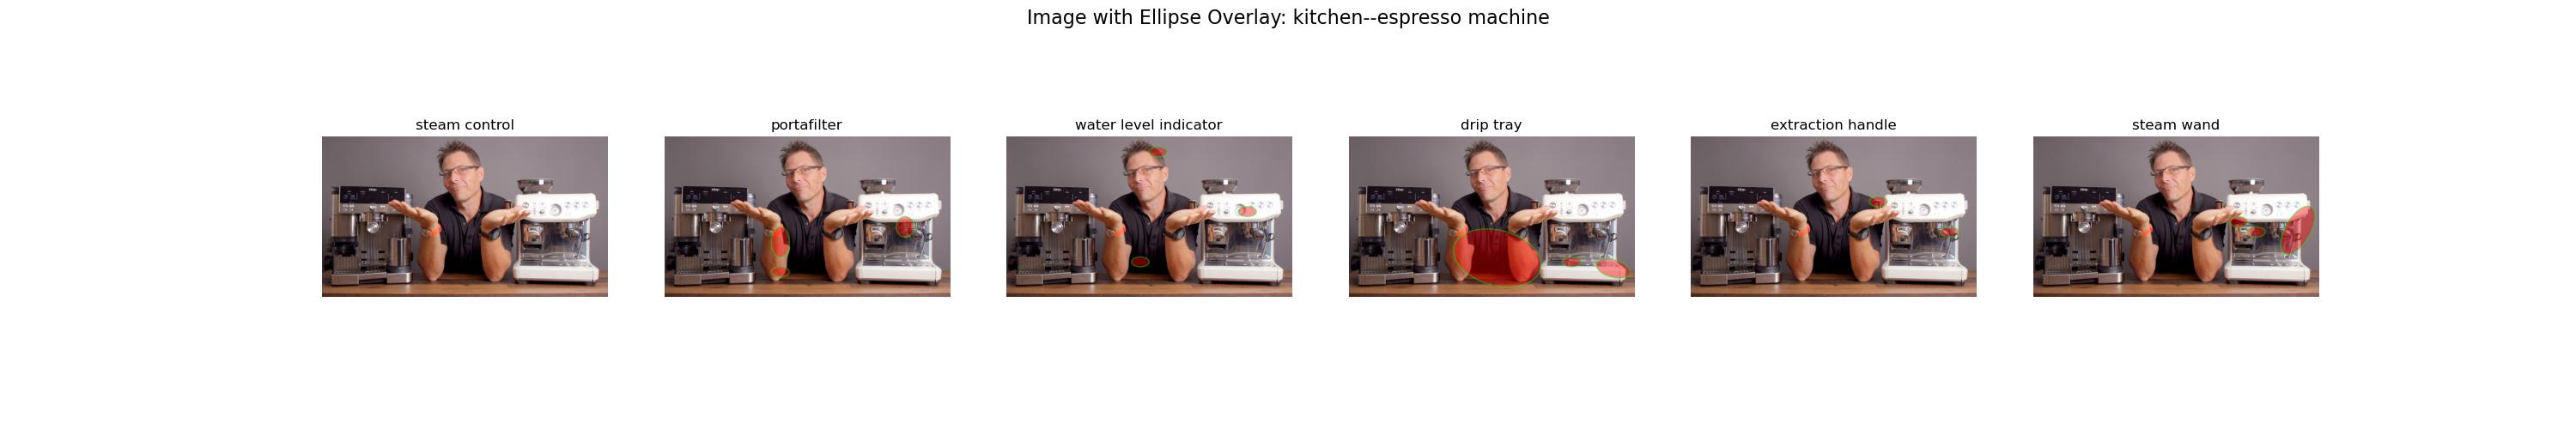 Image with Ellipse Overlay: kitchen--espresso machine
steam control
portafilter
water level indicator
drip tray
extraction handle
steam wand